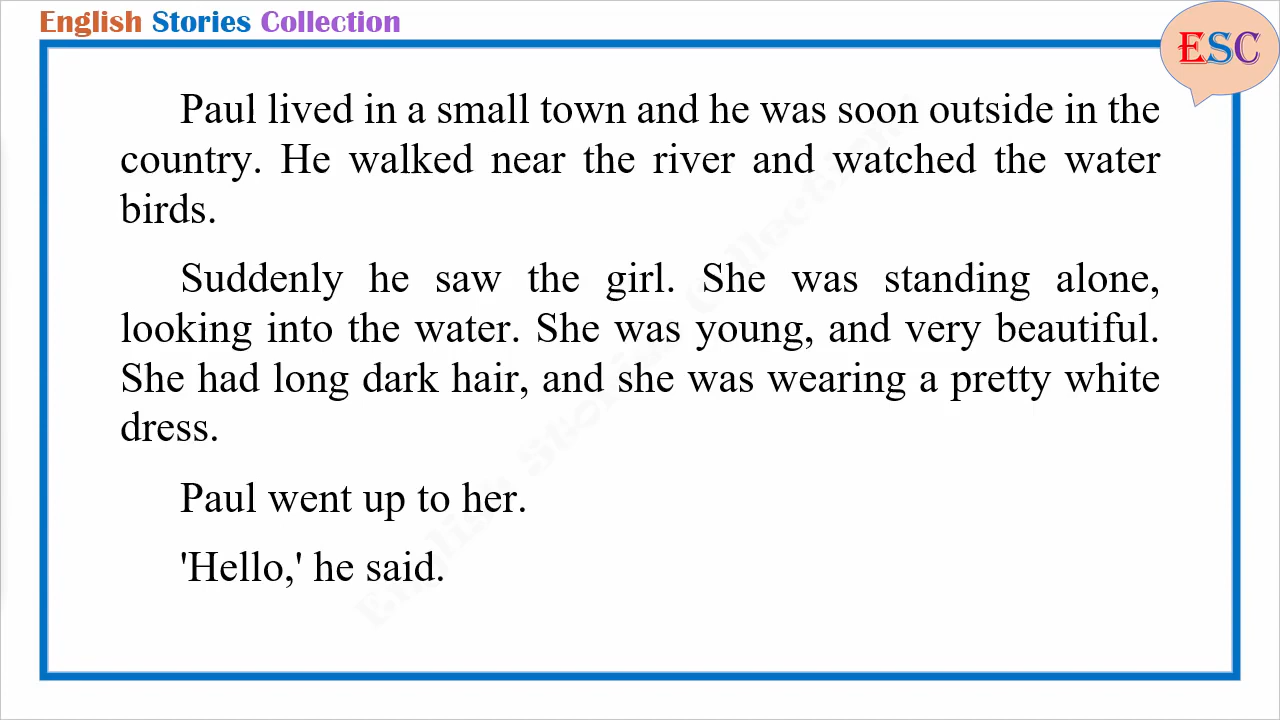 English Stories Collection
ESC
Paul lived in a small town and he was soon outside in the
country. He walked near the river and watched the water
birds.
Suddenly he saw the girl. She was standing alone,
looking into the water. She was young, and very beautiful.
She had long dark hair, and she was wearing a pretty white
dress.
Paul went up to her.
'Hello,' he said.
English Stories Collection